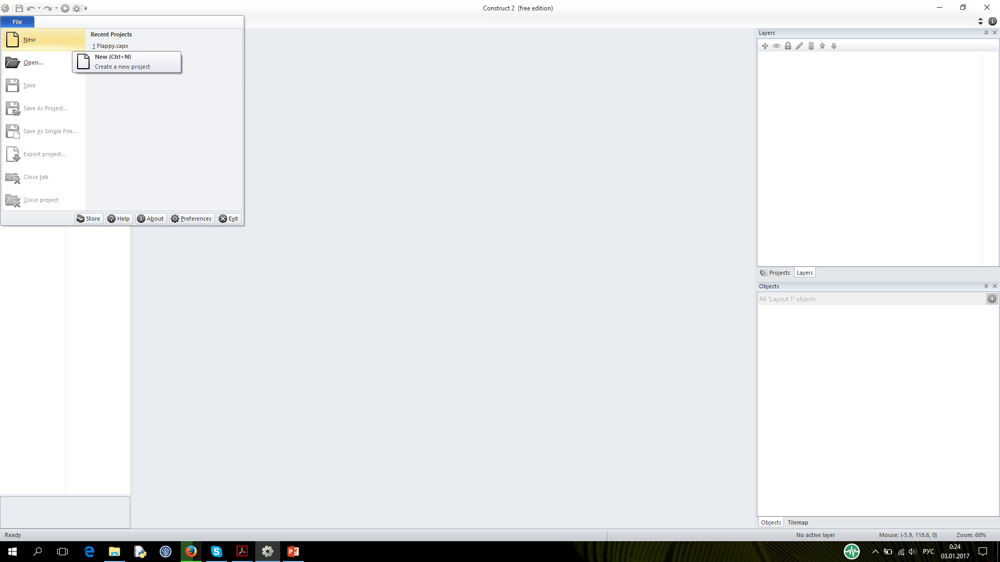 Construct 2 (free edition)
File
New
Recent Projects
1 Flappy.capx
New (Ctrl+N)
Create a new project
Open...
Save
Save As Project...
Save As Single File...
Export project...
Close tab
Close project
Store
Help
About
Preferences
Exit
Layers
Projects
Layers
Objects
All 'Layout 1' objects
Objects
Tilemap
Ready
No active layer
Mouse: (-5.9, 118.6, 0)
Zoom: 68%
РУС
0:24
03.01.2017